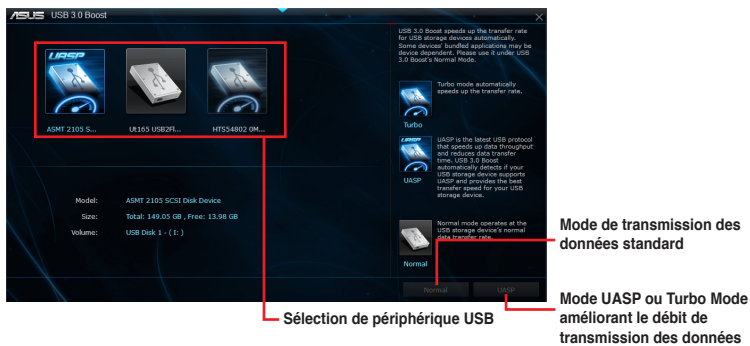 ASUS USB 3.0 Boost
UASP
ASMT 2105 S...
Ut165 USB2Fl...
HTS54802 0M...
Model: ASMT 2105 SCSI Disk Device
Size: Total: 149.05 GB , Free: 13.98 GB
Volume: USB Disk 1 - ( I: )
USB 3.0 Boost speeds up the transfer rate
for USB storage devices automatically.
Some devices' bundled applications may be
device dependent. Please use it under USB
3.0 Boost's Normal Mode.
Turbo mode automatically
speeds up the transfer rate.
Turbo
UASP
UASP is the latest USB protocol
that speeds up data throughput
and reduces data transfer
time. USB 3.0 Boost
automatically detects if your
USB storage device supports
UASP and provides the best
transfer speed for your USB
storage device.
UASP
Normal mode operates at the
USB storage device's normal
data transfer rate.
Normal
Normal
UASP
Mode de transmission des
données standard
Sélection de périphérique USB
Mode UASP ou Turbo Mode
améliorant le débit de
transmission des données